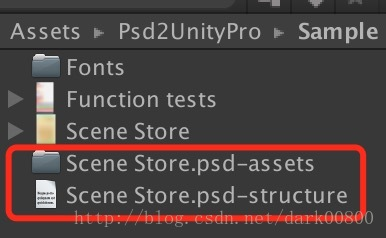 Assets ▸ Psd2UnityPro ▸ Sample
Fonts
Function tests
Scene Store
Scene Store.psd-assets
Scene Store.psd-structure
http://blog.csdn.net/dark00800